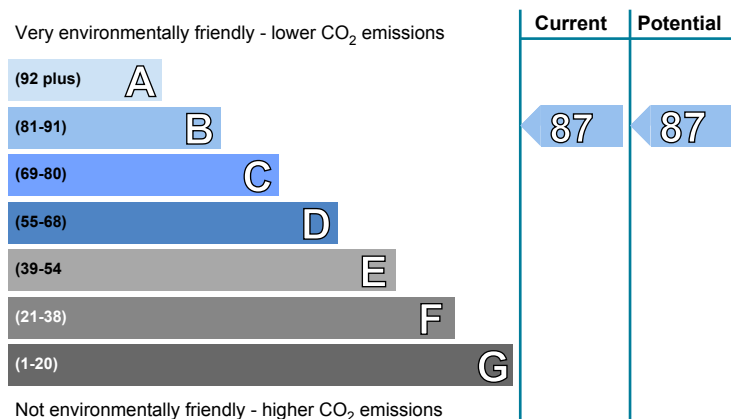 Current Potential
Very environmentally friendly - lower CO2 emissions
(92 plus) A
(81-91) B 87 87
(69-80) C
(55-68) D
(39-54 E
(21-38) F
(1-20) G
Not environmentally friendly - higher CO2 emissions